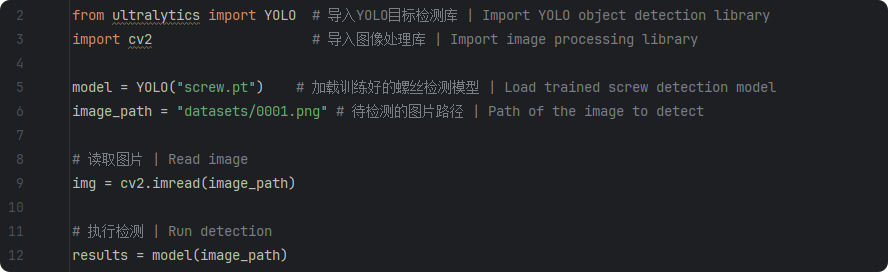 2 from ultralytics import YOLO # 导入YOLO目标检测库 | Import YOLO object detection library
3 import cv2 # 导入图像处理库 | Import image processing library
4
5 model = YOLO("screw.pt") # 加载训练好的螺丝检测模型 | Load trained screw detection model
6 image_path = "datasets/0001.png" # 待检测的图片路径 | Path of the image to detect
7
8 # 读取图片 | Read image
9 img = cv2.imread(image_path)
10
11 # 执行检测 | Run detection
12 results = model(image_path)